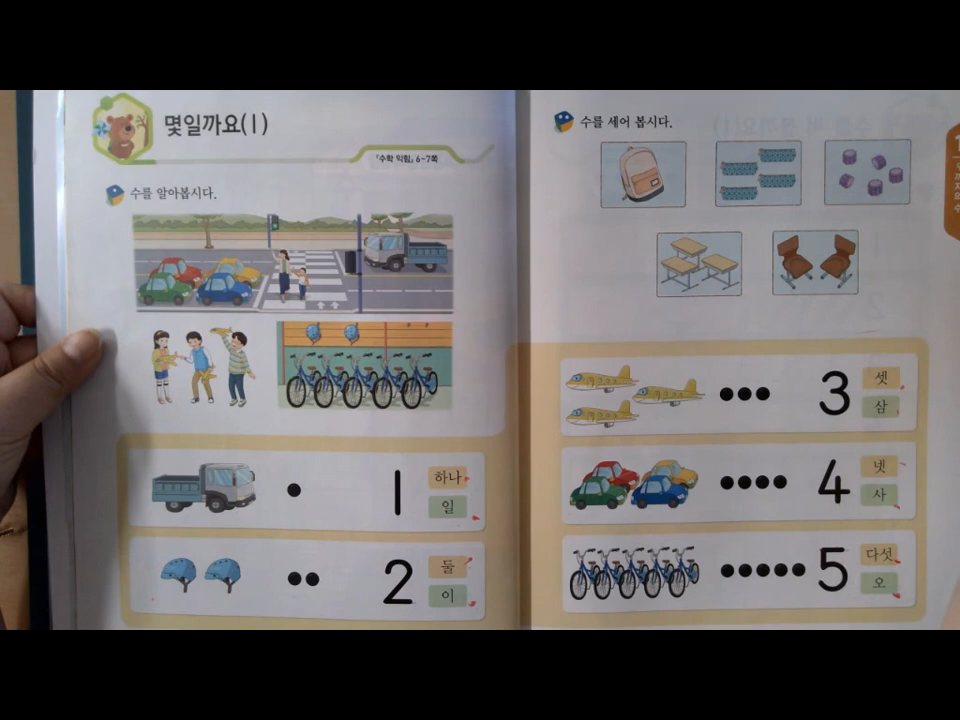 몇일까요(1)
『수학 익힘』 6~7쪽
수를 알아봅시다.
1
하나
일
2
둘
이
수를 세어 봅시다.
3
셋
삼
4
넷
사
5
다섯
오